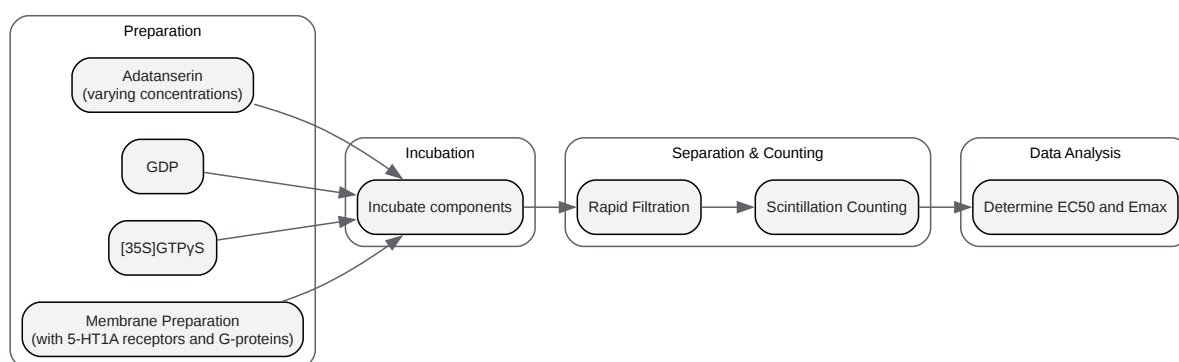 Preparation
Adatanserin
(varying concentrations)
GDP
[35S]GTPγS
Membrane Preparation
(with 5-HT1A receptors and G-proteins)
Incubation
Incubate components
Separation & Counting
Rapid Filtration
Scintillation Counting
Data Analysis
Determine EC50 and Emax